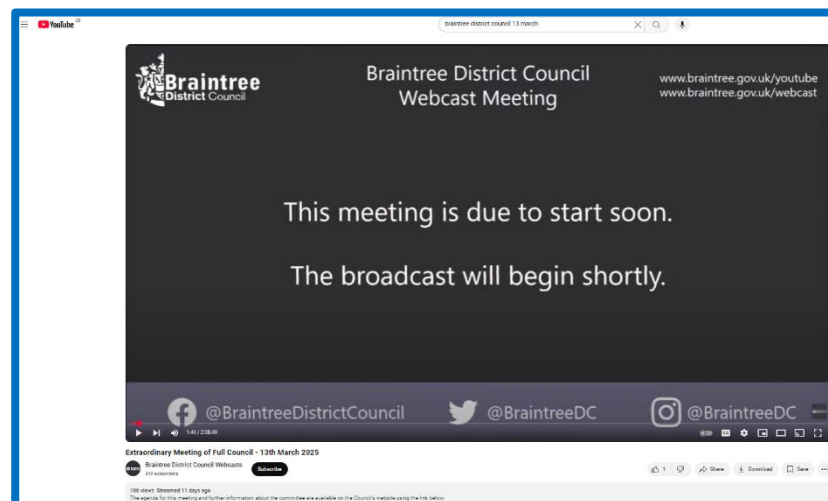 YouTube
braintree district council 13 march
Braintree
District Council
Braintree District Council
Webcast Meeting
www.braintree.gov.uk/youtube
www.braintree.gov.uk/webcast
This meeting is due to start soon.
The broadcast will begin shortly.
@BraintreeDistrictCouncil
@BraintreeDC
@BraintreeDC
1:44 / 2:08:49
Extraordinary Meeting of Full Council - 13th March 2025
Braintree District Council Webcasts
subscribers
Subscribe
1
Share
Download
Save
186 views Streamed 11 days ago
The agenda for this meeting and further information about the committee are available on the Council's website using the link below: